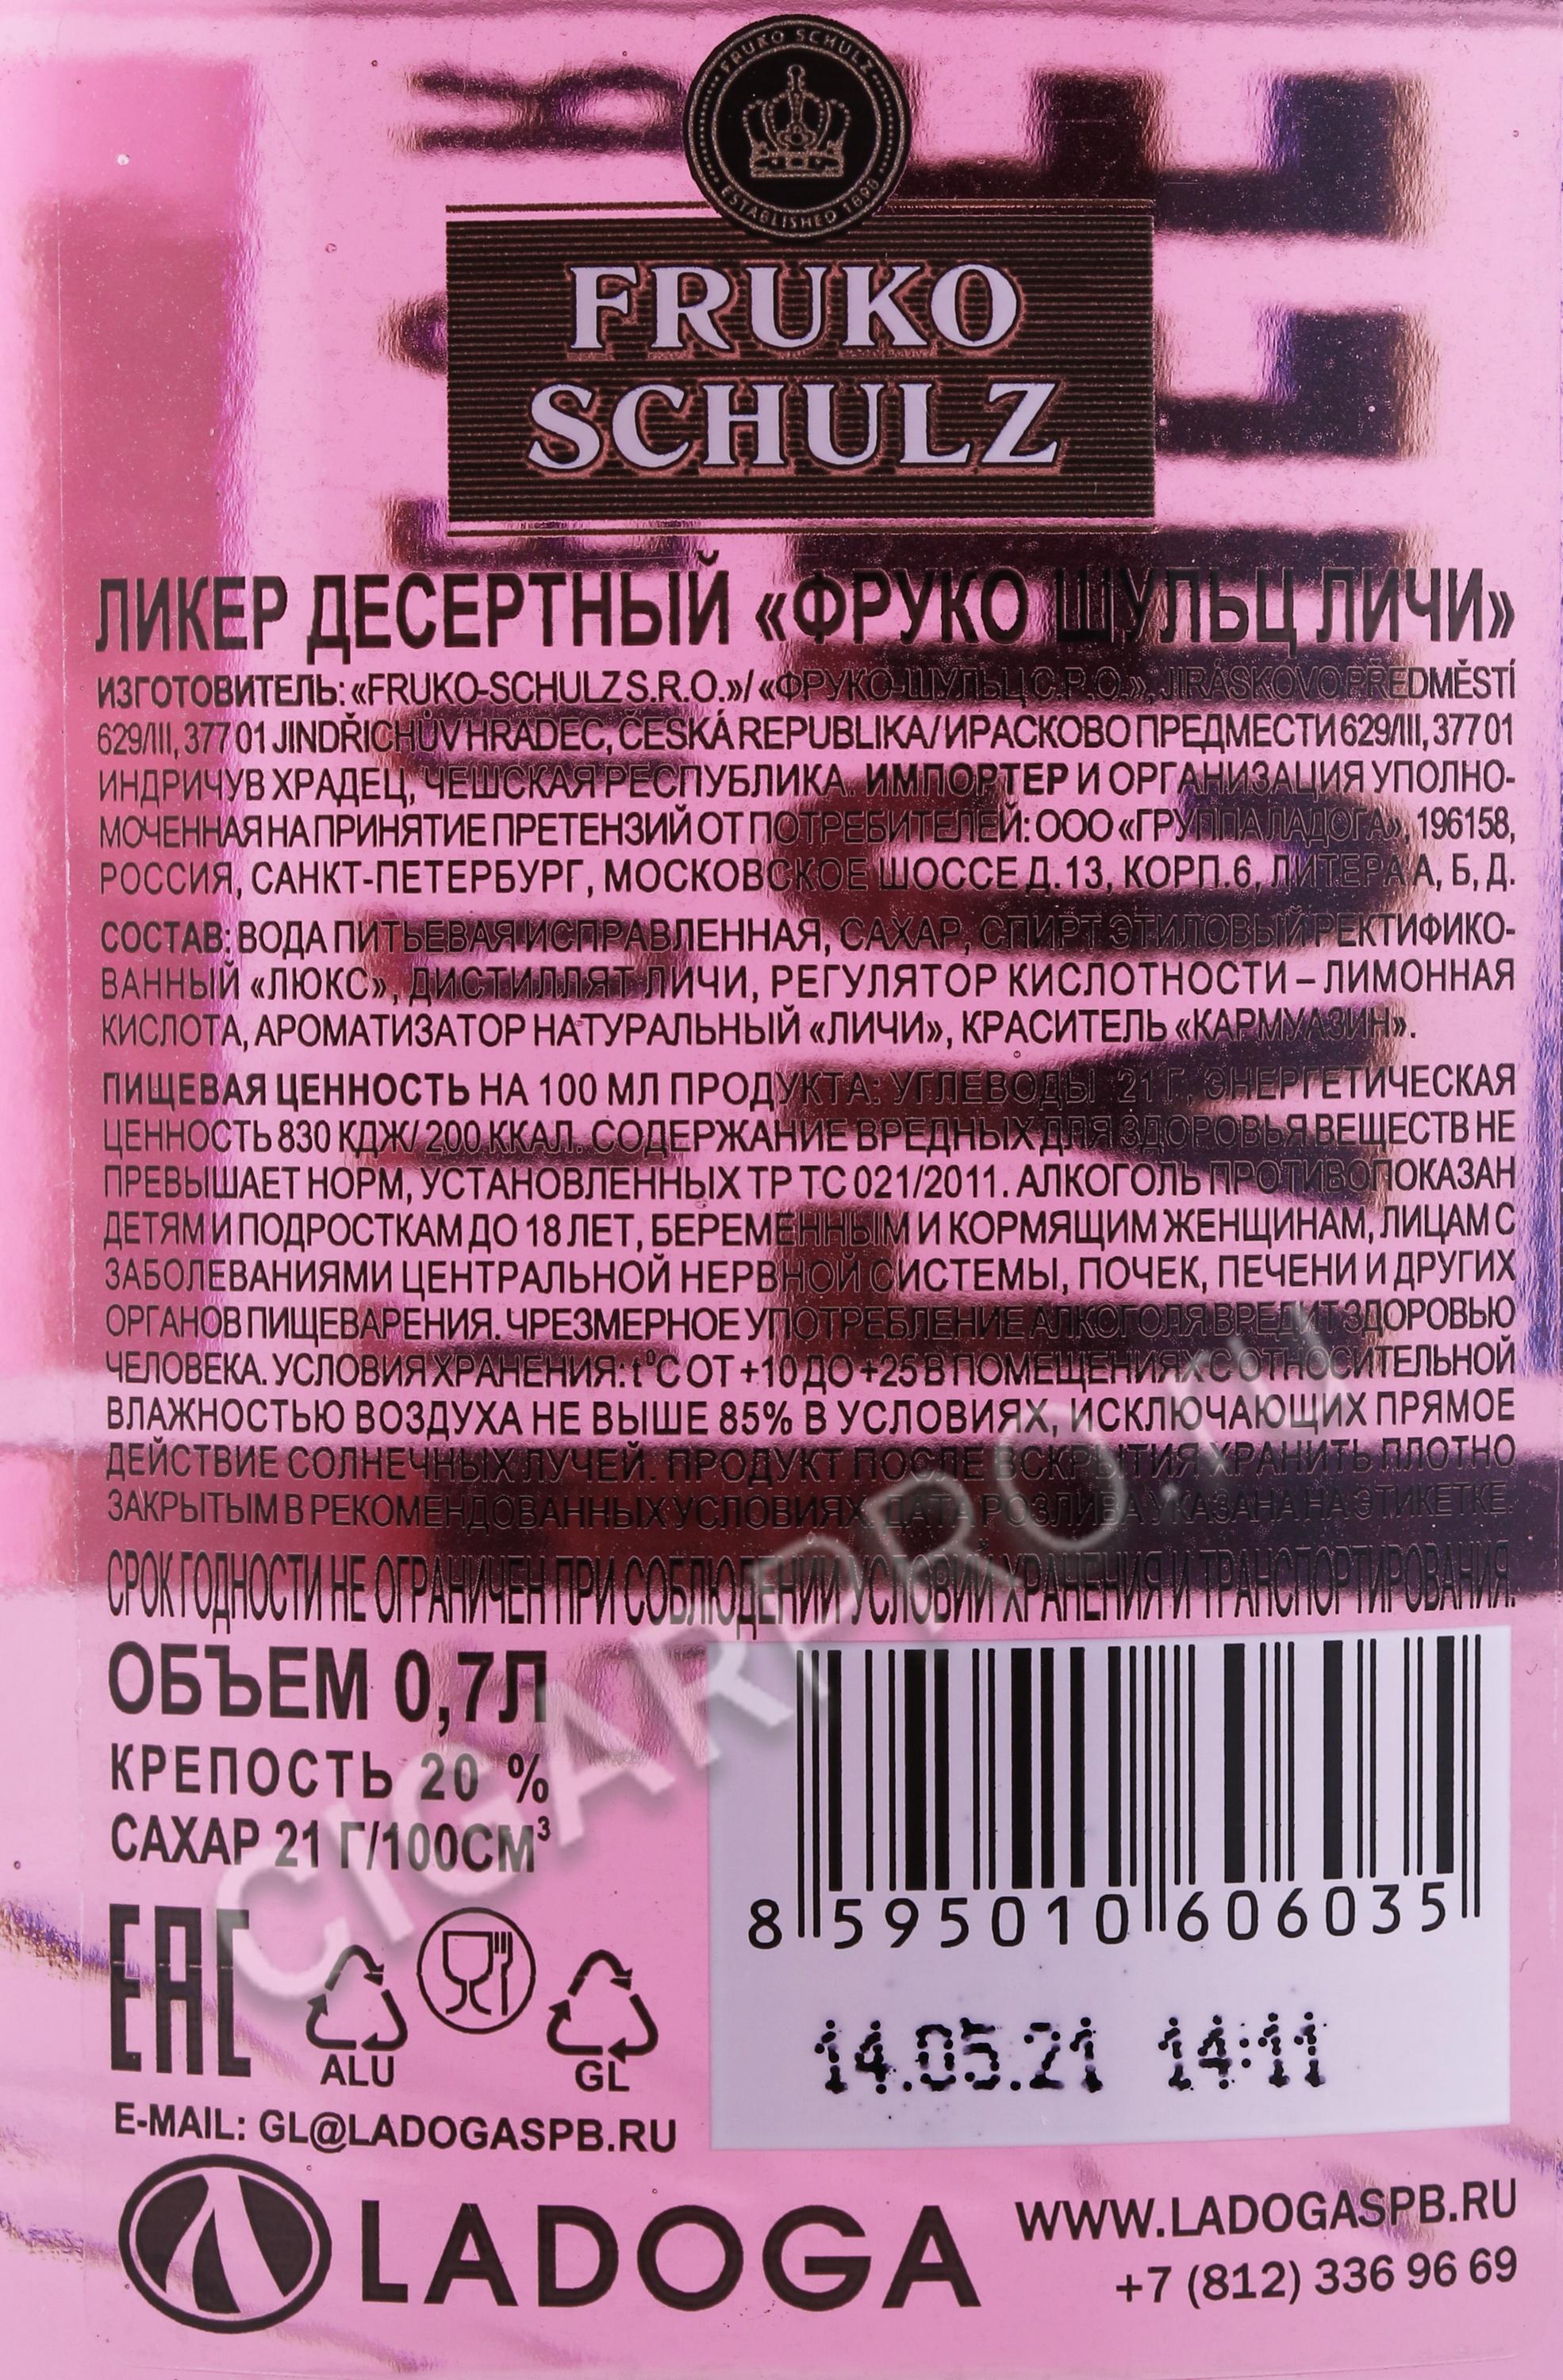 FRUKO SCHULZ
ESTABLISHED 1890
FRUKO
SCHULZ
ЛИКЕР ДЕСЕРТНЫЙ «ФРУКО ШУЛЬЦ ЛИЧИ»
ИЗГОТОВИТЕЛЬ: «FRUKO-SCHULZ S.R.O.»/ «ФРУКО-ШУЛЬЦ С.Р.О.», JIRÁSKOVO PŘEDMĚSTÍ
629/III, 377 01 JINDŘICHŮV HRADEC, ČESKÁ REPUBLIKA/ ИРАСКОВО ПРЕДМЕСТИ 629/III, 377 01
ИНДРИЧУВ ХРАДЕЦ, ЧЕШСКАЯ РЕСПУБЛИКА. ИМПОРТЕР И ОРГАНИЗАЦИЯ УПОЛНО-
МОЧЕННАЯ НА ПРИНЯТИЕ ПРЕТЕНЗИЙ ОТ ПОТРЕБИТЕЛЕЙ: ООО «ГРУППА ЛАДОГА», 196158,
РОССИЯ, САНКТ-ПЕТЕРБУРГ, МОСКОВСКОЕ ШОССЕ Д.13, КОРП.6, ЛИТЕРА А, Б, Д.
СОСТАВ: ВОДА ПИТЬЕВАЯ ИСПРАВЛЕННАЯ, САХАР, СПИРТ ЭТИЛОВЫЙ РЕКТИФИКО-
ВАННЫЙ «ЛЮКС», ДИСТИЛЛЯТ ЛИЧИ, РЕГУЛЯТОР КИСЛОТНОСТИ – ЛИМОННАЯ
КИСЛОТА, АРОМАТИЗАТОР НАТУРАЛЬНЫЙ «ЛИЧИ», КРАСИТЕЛЬ «КАРМУАЗИН».
ПИЩЕВАЯ ЦЕННОСТЬ НА 100 МЛ ПРОДУКТА: УГЛЕВОДЫ 21 Г, ЭНЕРГЕТИЧЕСКАЯ
ЦЕННОСТЬ 830 КДЖ/ 200 ККАЛ. СОДЕРЖАНИЕ ВРЕДНЫХ ДЛЯ ЗДОРОВЬЯ ВЕЩЕСТВ НЕ
ПРЕВЫШАЕТ НОРМ, УСТАНОВЛЕННЫХ ТР ТС 021/2011. АЛКОГОЛЬ ПРОТИВОПОКАЗАН
ДЕТЯМ И ПОДРОСТКАМ ДО 18 ЛЕТ, БЕРЕМЕННЫМ И КОРМЯЩИМ ЖЕНЩИНАМ, ЛИЦАМ С
ЗАБОЛЕВАНИЯМИ ЦЕНТРАЛЬНОЙ НЕРВНОЙ СИСТЕМЫ, ПОЧЕК, ПЕЧЕНИ И ДРУГИХ
ОРГАНОВ ПИЩЕВАРЕНИЯ. ЧРЕЗМЕРНОЕ УПОТРЕБЛЕНИЕ АЛКОГОЛЯ ВРЕДИТ ЗДОРОВЬЮ
ЧЕЛОВЕКА. УСЛОВИЯ ХРАНЕНИЯ: t°С ОТ +10 ДО +25 В ПОМЕЩЕНИЯХ С ОТНОСИТЕЛЬНОЙ
ВЛАЖНОСТЬЮ ВОЗДУХА НЕ ВЫШЕ 85% В УСЛОВИЯХ, ИСКЛЮЧАЮЩИХ ПРЯМОЕ
ДЕЙСТВИЕ СОЛНЕЧНЫХ ЛУЧЕЙ. ПРОДУКТ ПОСЛЕ ВСКРЫТИЯ ХРАНИТЬ ПЛОТНО
ЗАКРЫТЫМ В РЕКОМЕНДОВАННЫХ УСЛОВИЯХ. ДАТА РОЗЛИВА УКАЗАНА НА ЭТИКЕТКЕ.
СРОК ГОДНОСТИ НЕ ОГРАНИЧЕН ПРИ СОБЛЮДЕНИИ УСЛОВИЙ ХРАНЕНИЯ И ТРАНСПОРТИРОВАНИЯ.
ОБЪЕМ 0,7Л
КРЕПОСТЬ 20 %
САХАР 21 Г/100СМ³
8 595010 606035
14.05.21 14:11
EAC
ALU
GL
E-MAIL: GL@LADOGASPB.RU
LADOGA
WWW.LADOGASPB.RU
+7 (812) 336 96 69
CIGARPRO.ru